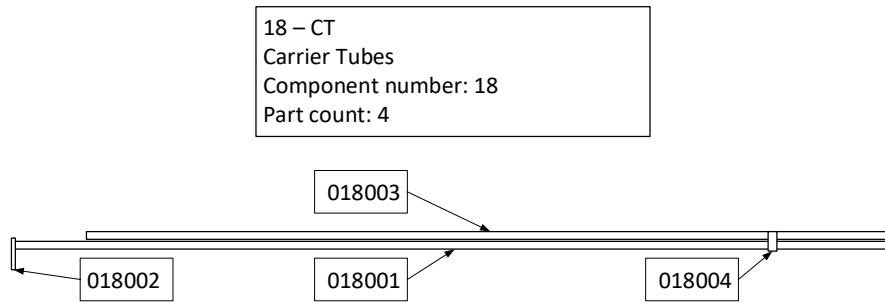 18 – CT
Carrier Tubes
Component number: 18
Part count: 4
018003
018002
018001
018004